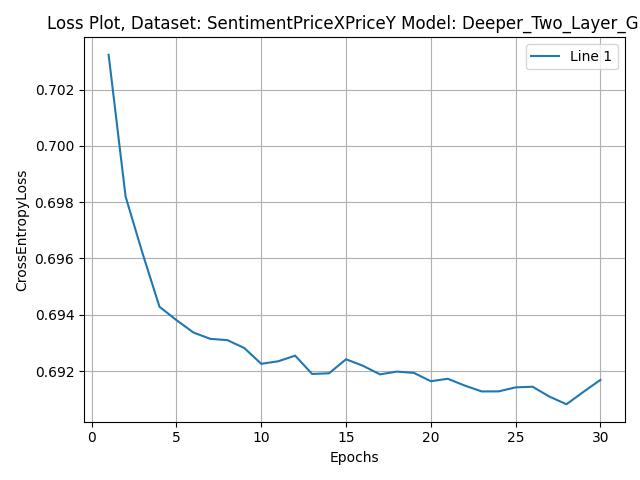 Loss Plot, Dataset: SentimentPriceXPriceY Model: Deeper_Two_Layer_G
Line 1
CrossEntropyLoss
0.702
0.700
0.698
0.696
0.694
0.692
0 5 10 15 20 25 30
Epochs